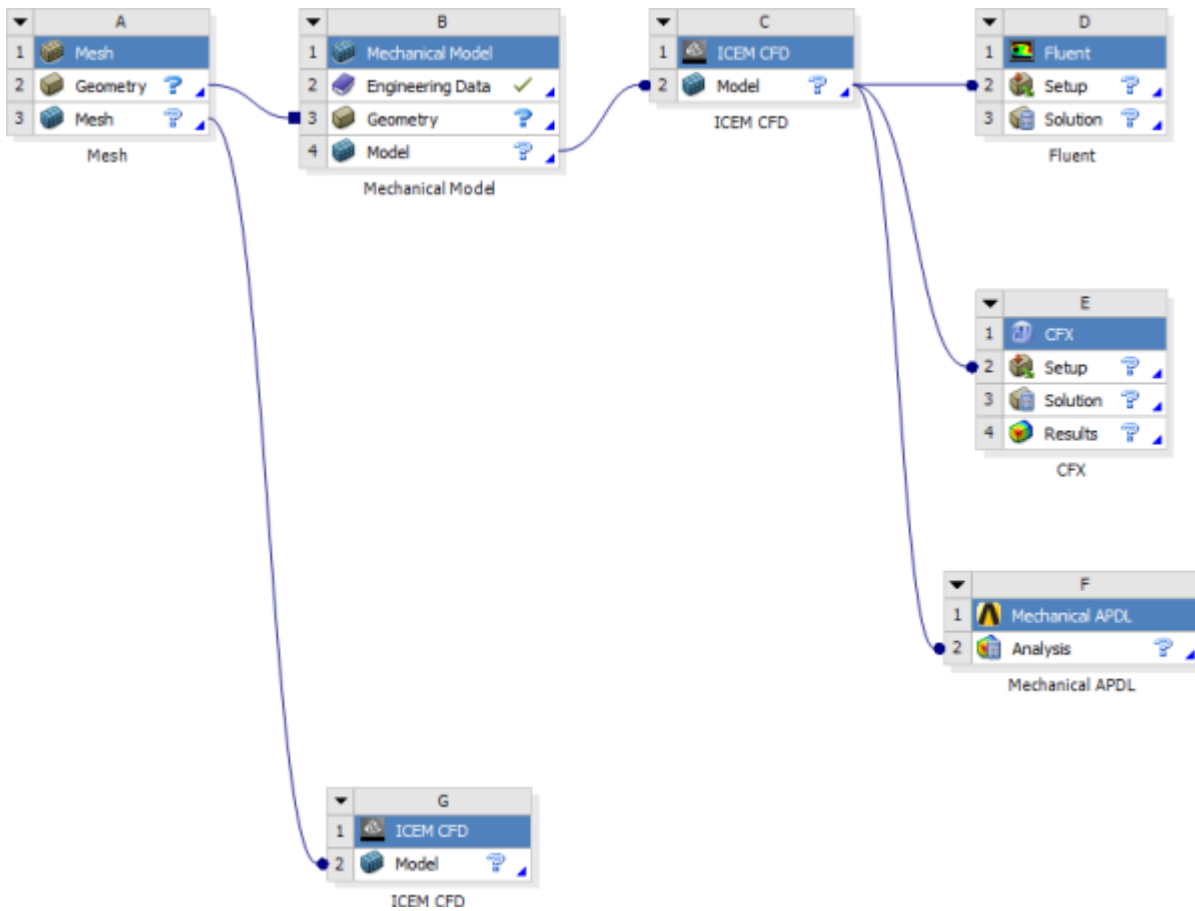 A
1 Mesh
2 Geometry ?
3 Mesh ?
Mesh
B
1 Mechanical Model
2 Engineering Data ✓
3 Geometry ?
4 Model ?
Mechanical Model
C
1 ICEM CFD
2 Model ?
ICEM CFD
D
1 Fluent
2 Setup ?
3 Solution ?
Fluent
E
1 CFX
2 Setup ?
3 Solution ?
4 Results ?
CFX
F
1 Mechanical APDL
2 Analysis ?
Mechanical APDL
G
1 ICEM CFD
2 Model ?
ICEM CFD